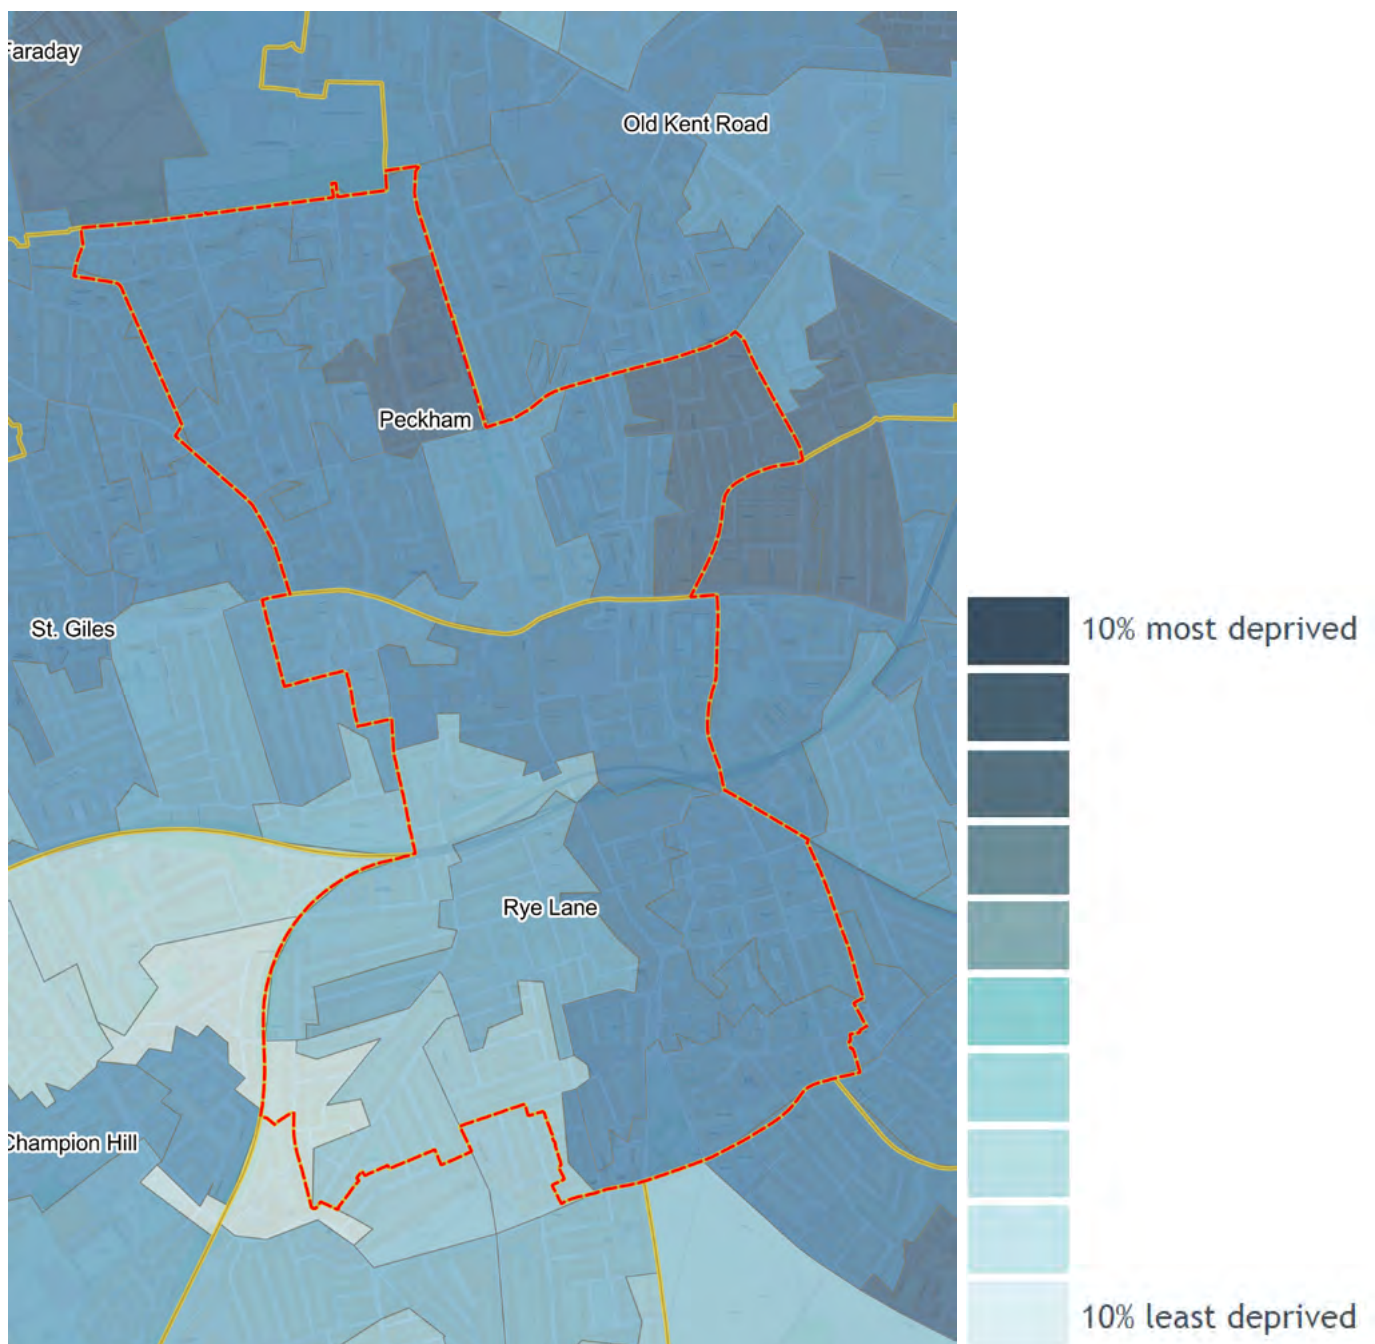 Faraday
Old Kent Road
Peckham
St. Giles
10% most deprived
Rye Lane
Champion Hill
10% least deprived